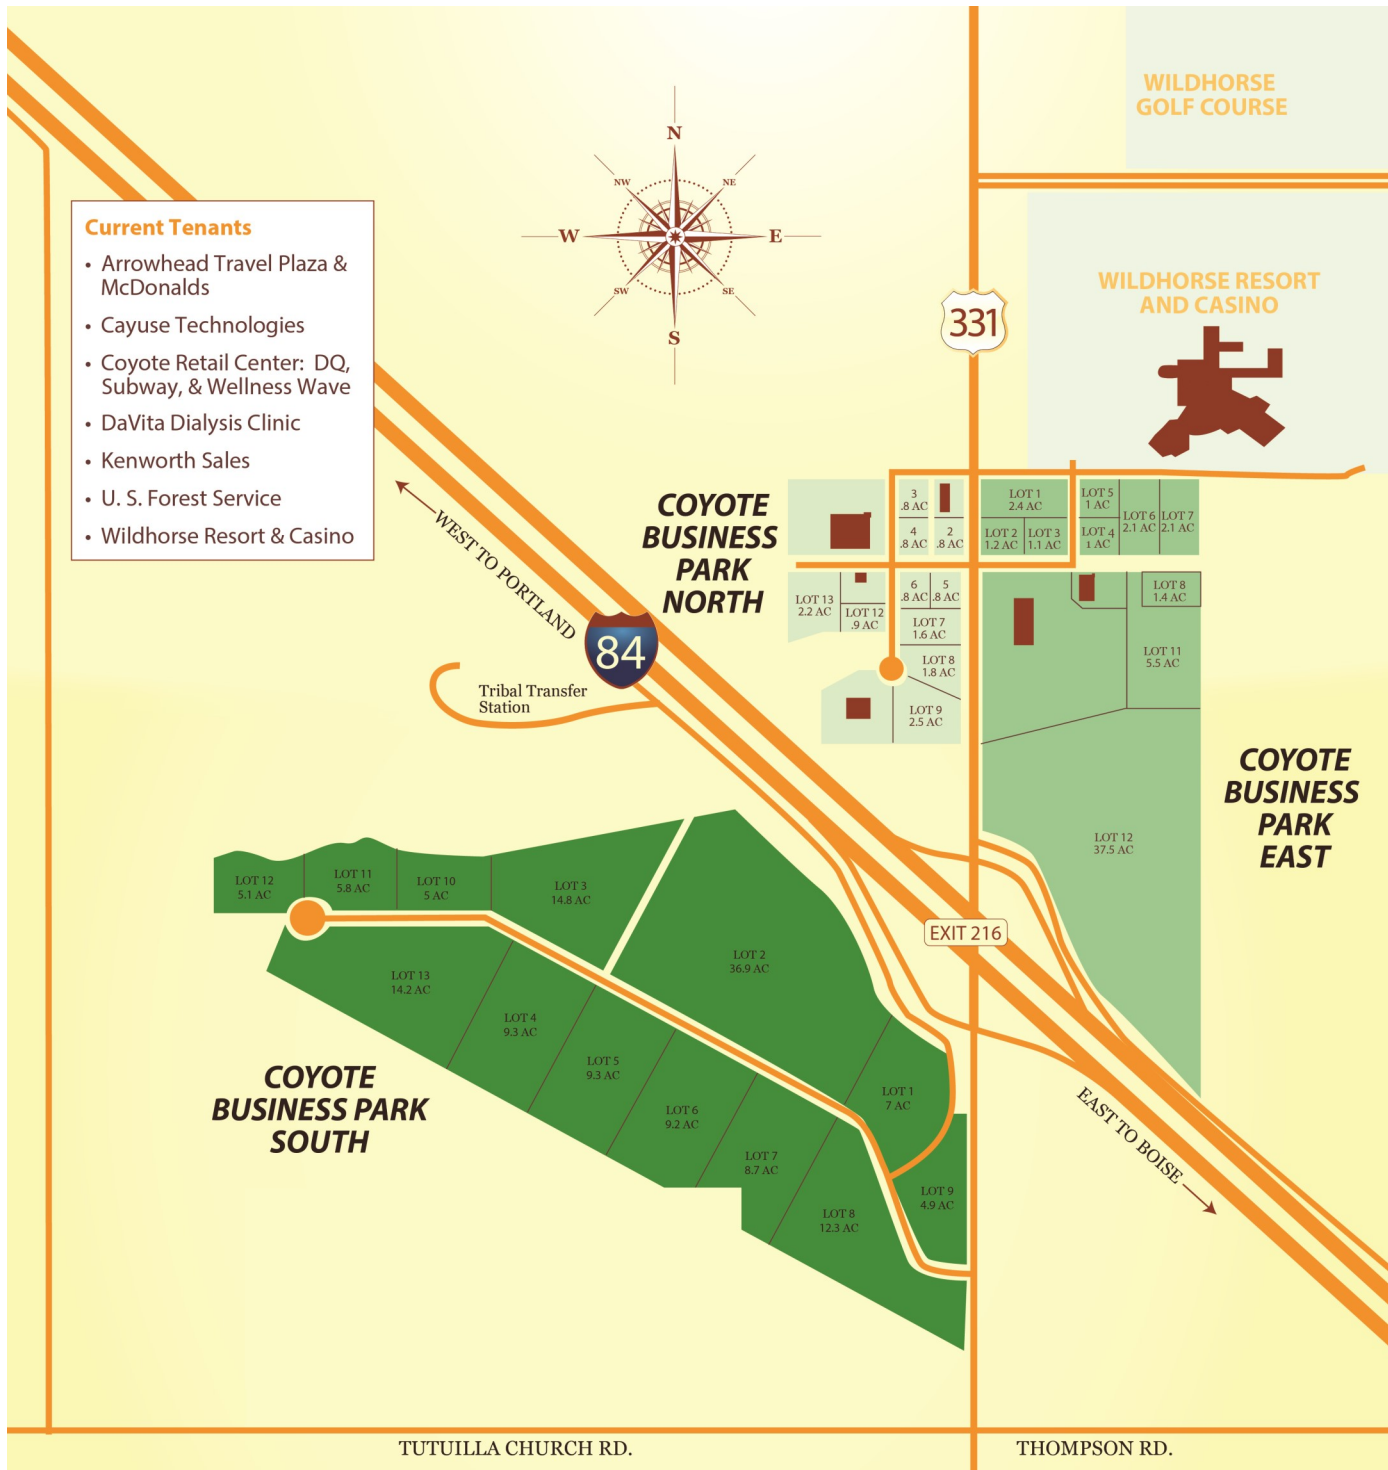 WILDHORSE
GOLF COURSE
N
NW
NE
W
E
SW
SE
S
Current Tenants
• Arrowhead Travel Plaza &
McDonalds
• Cayuse Technologies
• Coyote Retail Center: DQ,
Subway, & Wellness Wave
• DaVita Dialysis Clinic
• Kenworth Sales
• U. S. Forest Service
• Wildhorse Resort & Casino
331
WILDHORSE RESORT
AND CASINO
WEST TO PORTLAND
84
Tribal Transfer
Station
COYOTE
BUSINESS
PARK
NORTH
3
.8 AC
4
.8 AC
2
.8 AC
LOT 13
2.2 AC
LOT 12
.9 AC
6
.8 AC
5
.8 AC
LOT 7
1.6 AC
LOT 8
1.8 AC
LOT 9
2.5 AC
LOT 1
2.4 AC
LOT 2
1.2 AC
LOT 3
1.1 AC
LOT 5
1 AC
LOT 4
1 AC
LOT 6
2.1 AC
LOT 7
2.1 AC
LOT 8
1.4 AC
LOT 11
5.5 AC
LOT 12
37.5 AC
COYOTE
BUSINESS
PARK
EAST
EXIT 216
LOT 12
5.1 AC
LOT 11
5.8 AC
LOT 10
5 AC
LOT 3
14.8 AC
LOT 2
36.9 AC
LOT 13
14.2 AC
LOT 4
9.3 AC
LOT 5
9.3 AC
LOT 6
9.2 AC
LOT 7
8.7 AC
LOT 8
12.3 AC
LOT 1
7 AC
LOT 9
4.9 AC
COYOTE
BUSINESS PARK
SOUTH
EAST TO BOISE
TUTUILLA CHURCH RD.
THOMPSON RD.